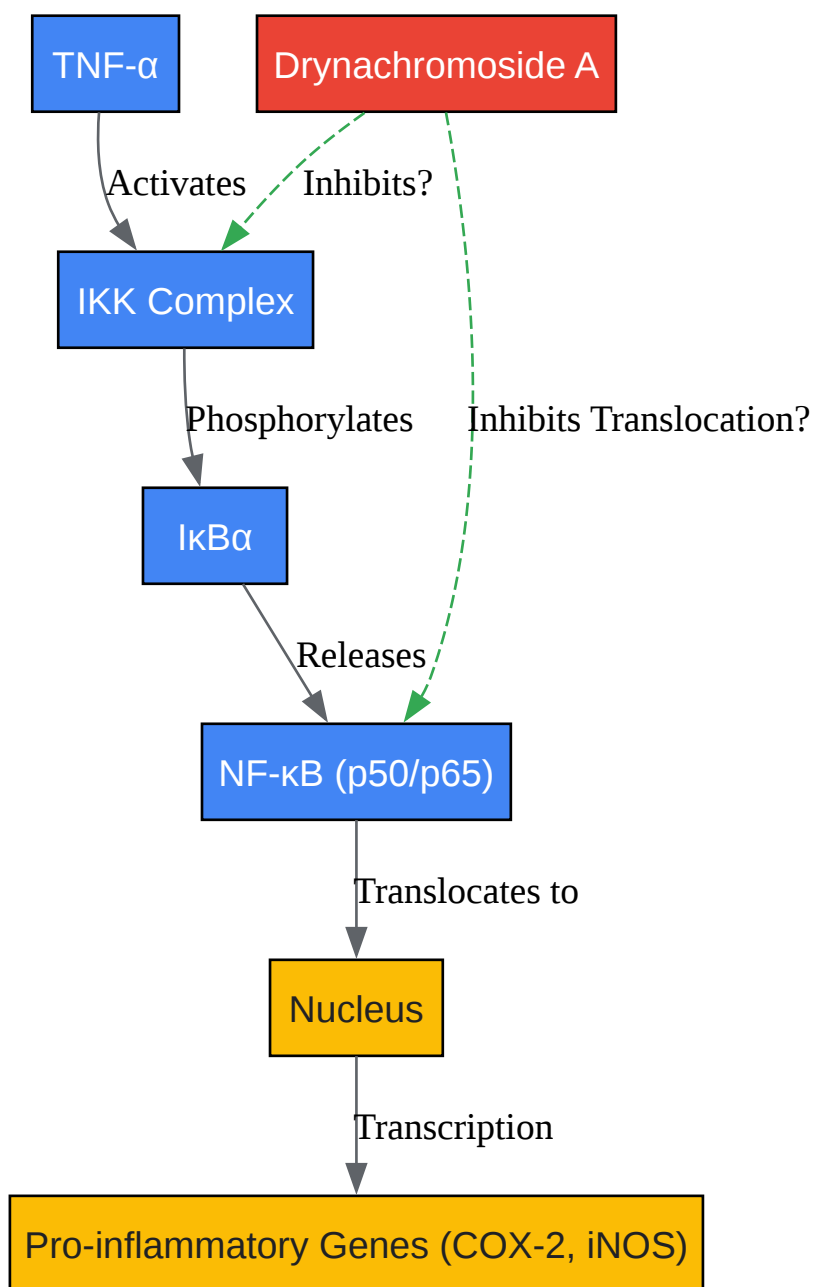 TNF-α
Drynachromoside A
Activates
Inhibits?
IKK Complex
Phosphorylates
Inhibits Translocation?
IκBα
Releases
NF-κB (p50/p65)
Translocates to
Nucleus
Transcription
Pro-inflammatory Genes (COX-2, iNOS)